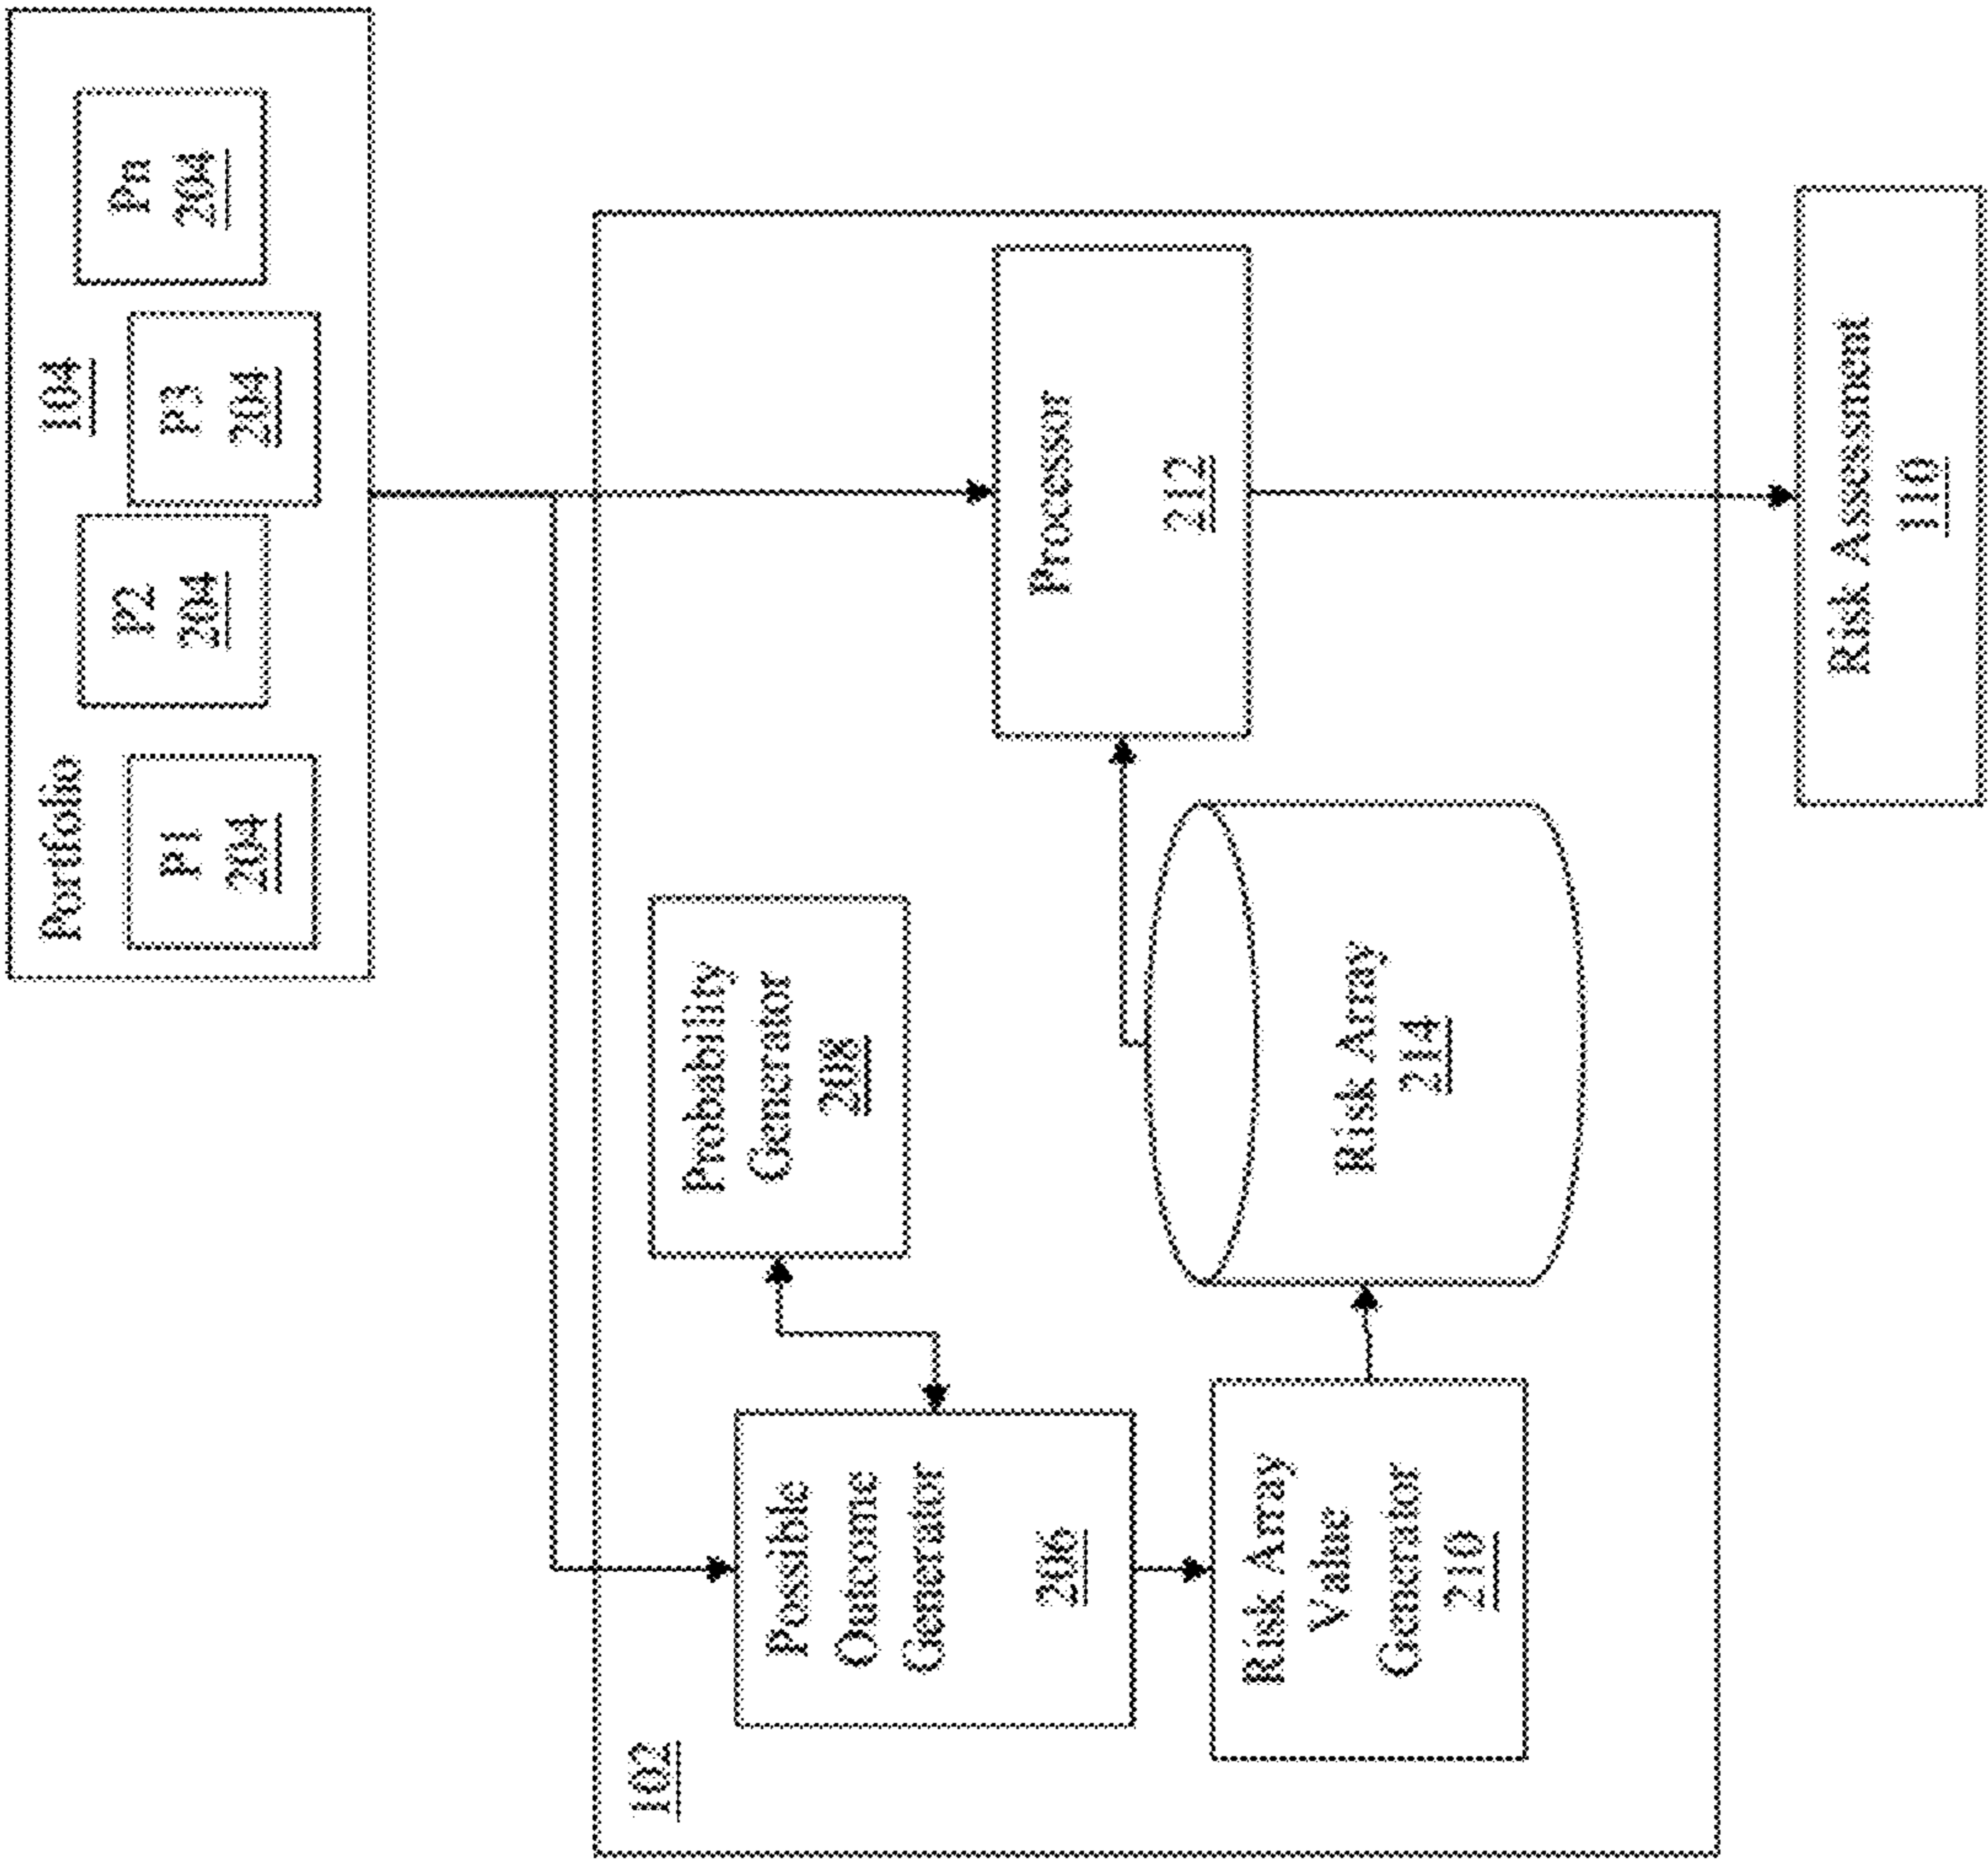 Portfolio
104
P1
204
P2
204
P3
204
Pn
204
102
Possible
Outcome
Generator
206
Probability
Generator
208
Processor
212
Risk Array
Value
Generator
210
Risk Array
214
Risk Assessment
110